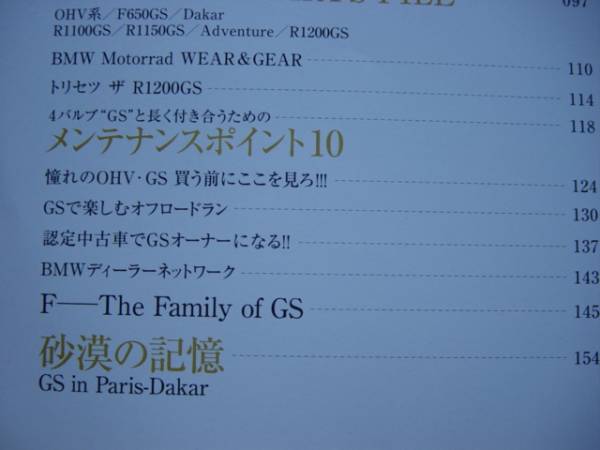 097
OHV系／F650GS／Dakar
R1100GS／R1150GS／Adventure／R1200GS
BMW Motorrad WEAR＆GEAR 110
トリセツ ザ R1200GS 114
4バルブ“GS”と長く付き合うための 118
メンテナンスポイント10
憧れのOHV・GS 買う前にここを見ろ!!! 124
GSで楽しむオフロードラン 130
認定中古車でGSオーナーになる!! 137
BMWディーラーネットワーク 143
F──The Family of GS 145
砂漠の記憶 154
GS in Paris-Dakar